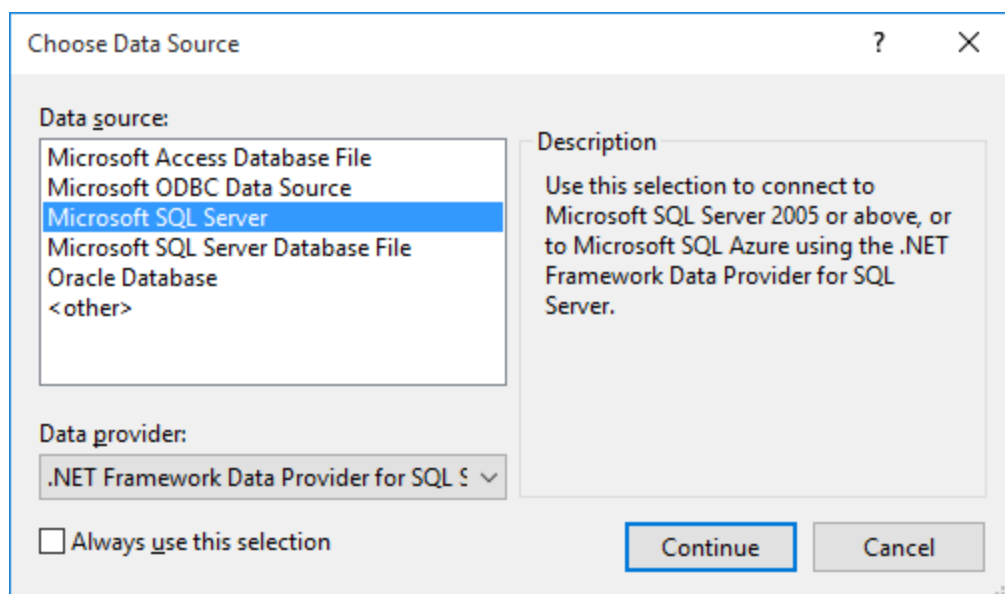 Choose Data Source
?
Data source:
Microsoft Access Database File
Microsoft ODBC Data Source
Microsoft SQL Server
Microsoft SQL Server Database File
Oracle Database
<other>
Description
Use this selection to connect to
Microsoft SQL Server 2005 or above, or
to Microsoft SQL Azure using the .NET
Framework Data Provider for SQL
Server.
Data provider:
.NET Framework Data Provider for SQL
Always use this selection
Continue
Cancel